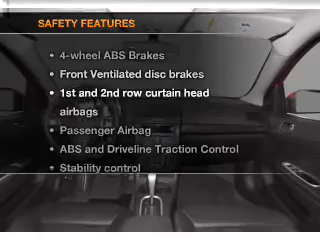 SAFETY FEATURES
• 4-wheel ABS Brakes
• Front Ventilated disc brakes
• 1st and 2nd row curtain head
airbags
• Passenger Airbag
• ABS and Driveline Traction Control
• Stability control